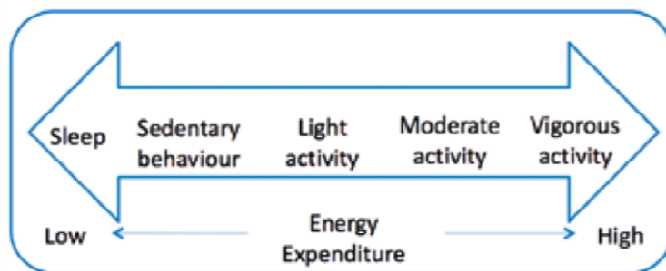 Sleep
Sedentary
behaviour
Light
activity
Moderate
activity
Vigorous
activity
Low
Energy
Expenditure
High